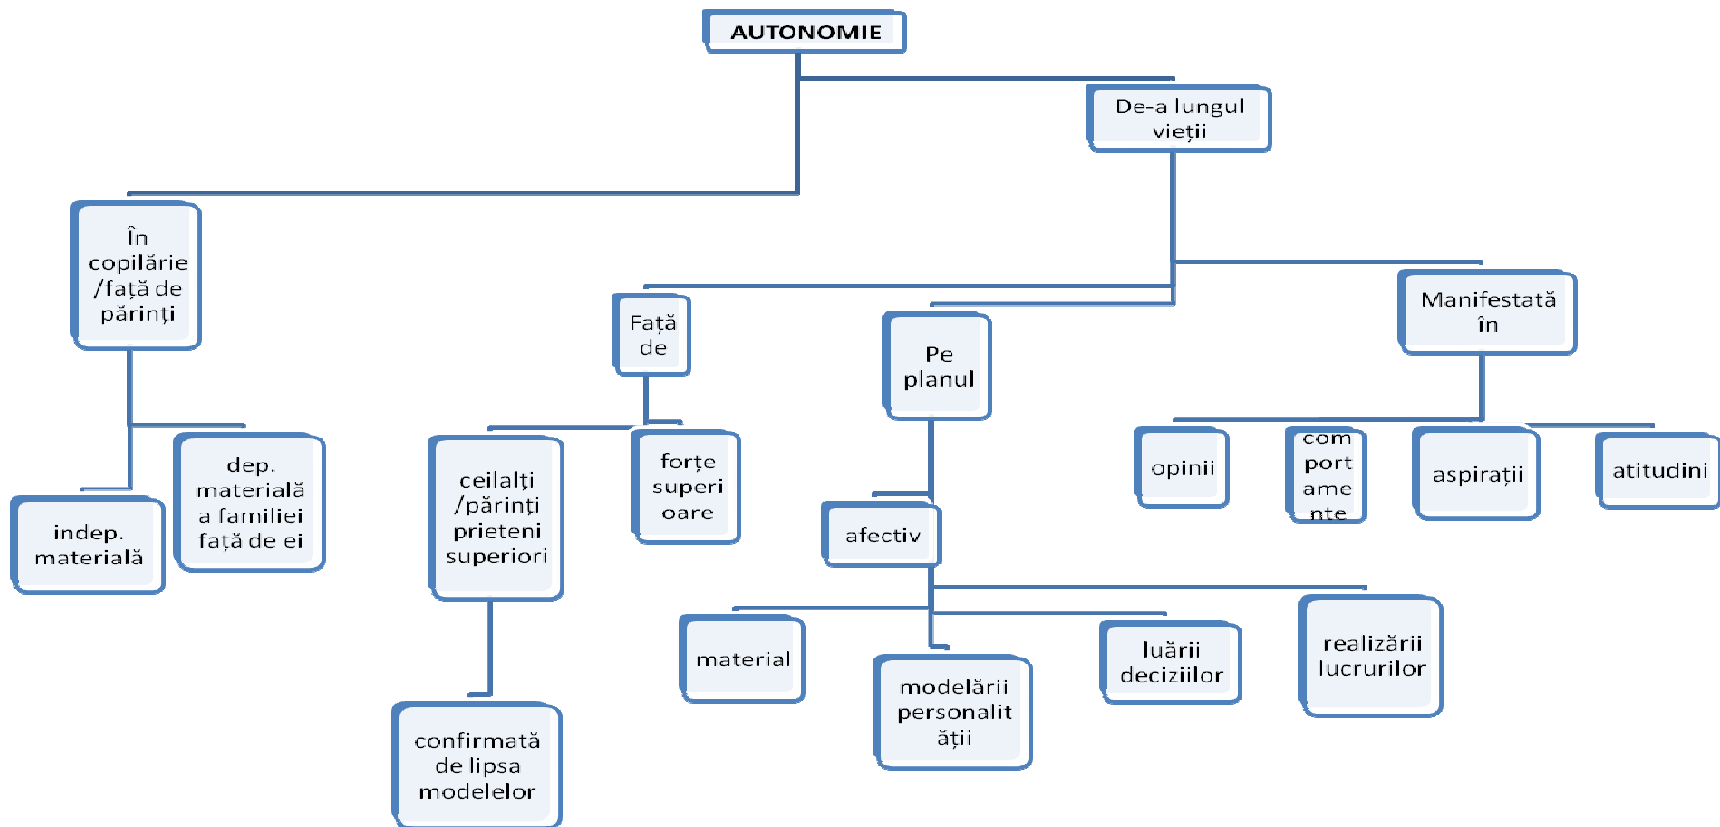 AUTONOMIE
De-a lungul
vieții
În
copilărie
/față de
părinți
Față
de
Pe
planul
Manifestată
în
indep.
materială
dep.
materială
a familiei
față de ei
ceilalți
/părinți
prieteni
superiori
forțe
superi
oare
afectiv
opinii
com
port
ame
nte
aspirații
atitudini
material
modelării
personalit
ății
luării
deciziilor
realizării
lucrurilor
confirmată
de lipsa
modelelor